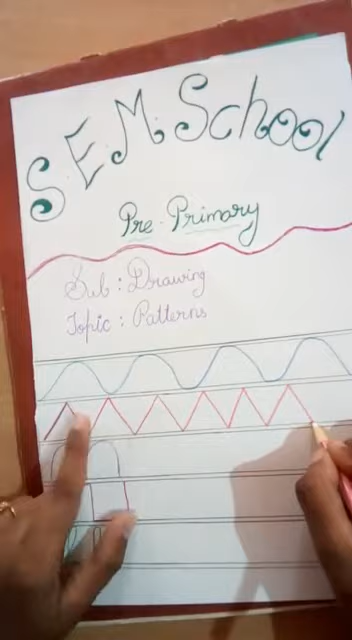 S.E.M. School
Pre-Primary
Sub : Drawing
Topic : Patterns